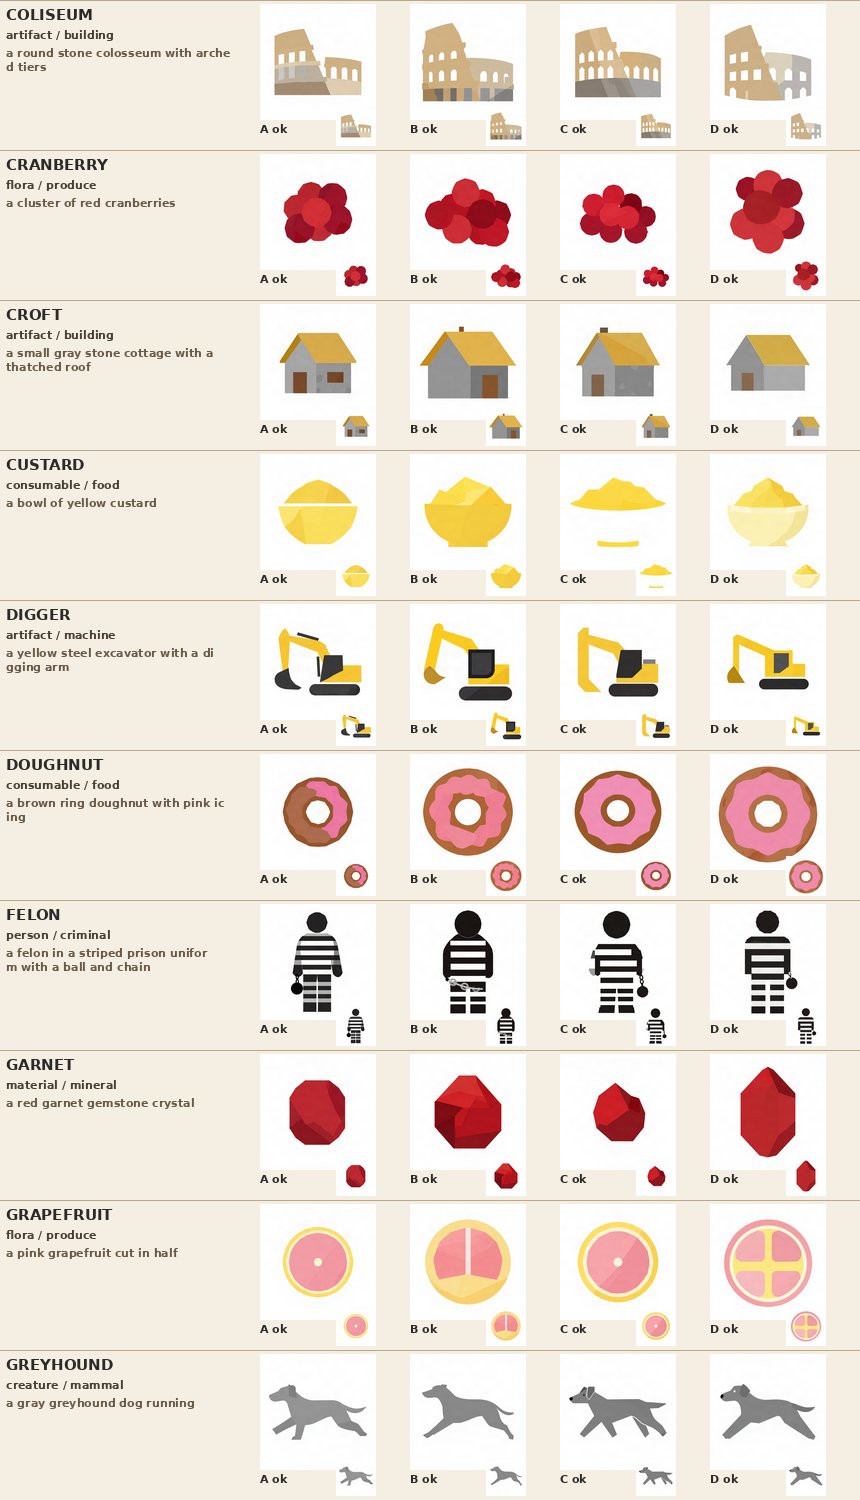 COLISEUM
artifact / building
a round stone colosseum with arche
d tiers
A ok
B ok
C ok
D ok
CRANBERRY
flora / produce
a cluster of red cranberries
A ok
B ok
C ok
D ok
CROFT
artifact / building
a small gray stone cottage with a
thatched roof
A ok
B ok
C ok
D ok
CUSTARD
consumable / food
a bowl of yellow custard
A ok
B ok
C ok
D ok
DIGGER
artifact / machine
a yellow steel excavator with a di
gging arm
A ok
B ok
C ok
D ok
DOUGHNUT
consumable / food
a brown ring doughnut with pink ic
ing
A ok
B ok
C ok
D ok
FELON
person / criminal
a felon in a striped prison unifor
m with a ball and chain
A ok
B ok
C ok
D ok
GARNET
material / mineral
a red garnet gemstone crystal
A ok
B ok
C ok
D ok
GRAPEFRUIT
flora / produce
a pink grapefruit cut in half
A ok
B ok
C ok
D ok
GREYHOUND
creature / mammal
a gray greyhound dog running
A ok
B ok
C ok
D ok